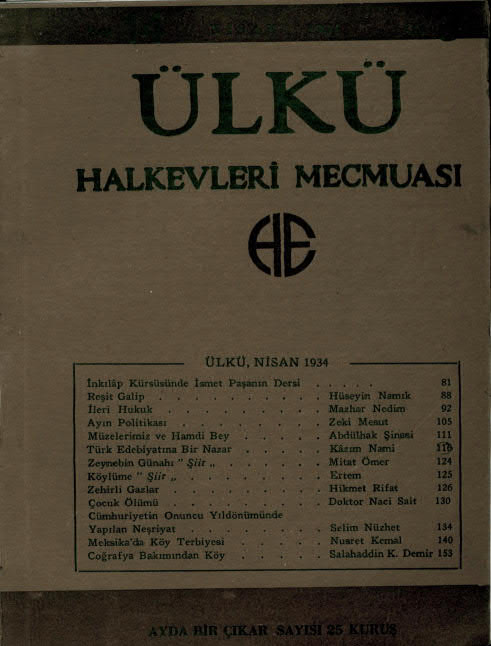 ÜLKÜ
HALKEVLERİ MECMUASI
HE
ÜLKÜ, NİSAN 1934
İnkılâp Kürsüsünde İsmet Paşanın Dersi . . . . . 81
Reşit Galip . . . . . . . . . . Hüseyin Namık 88
İleri Hukuk . . . . . . . . . . Mazhar Nedim 92
Ayın Politikası . . . . . . . . . Zeki Mesut 105
Müzelerimiz ve Hamdi Bey . . . . . Abdülhak Şinasi 111
Türk Edebiyatına Bir Nazar . . . . . Kâzım Nami 116
Zeynebin Günahı " Şiir „ . . . . . . Mitat Ömer 124
Köylüme " Şiir „ . . . . . . . . Ertem 125
Zehirli Gazlar . . . . . . . . . Hikmet Rifat 126
Çocuk Ölümü . . . . . . . . . Doktor Naci Sait 130
Cümhuriyetin Onuncu Yıldönümünde
Yapılan Neşriyat . . . . . . . . Selim Nüzhet 134
Meksika'da Köy Terbiyesi . . . . . Nusret Kemal 140
Coğrafya Bakımından Köy . . . . . Salahaddin K. Demir 153
AYDA BİR ÇIKAR SAYISI 25 KURUŞ